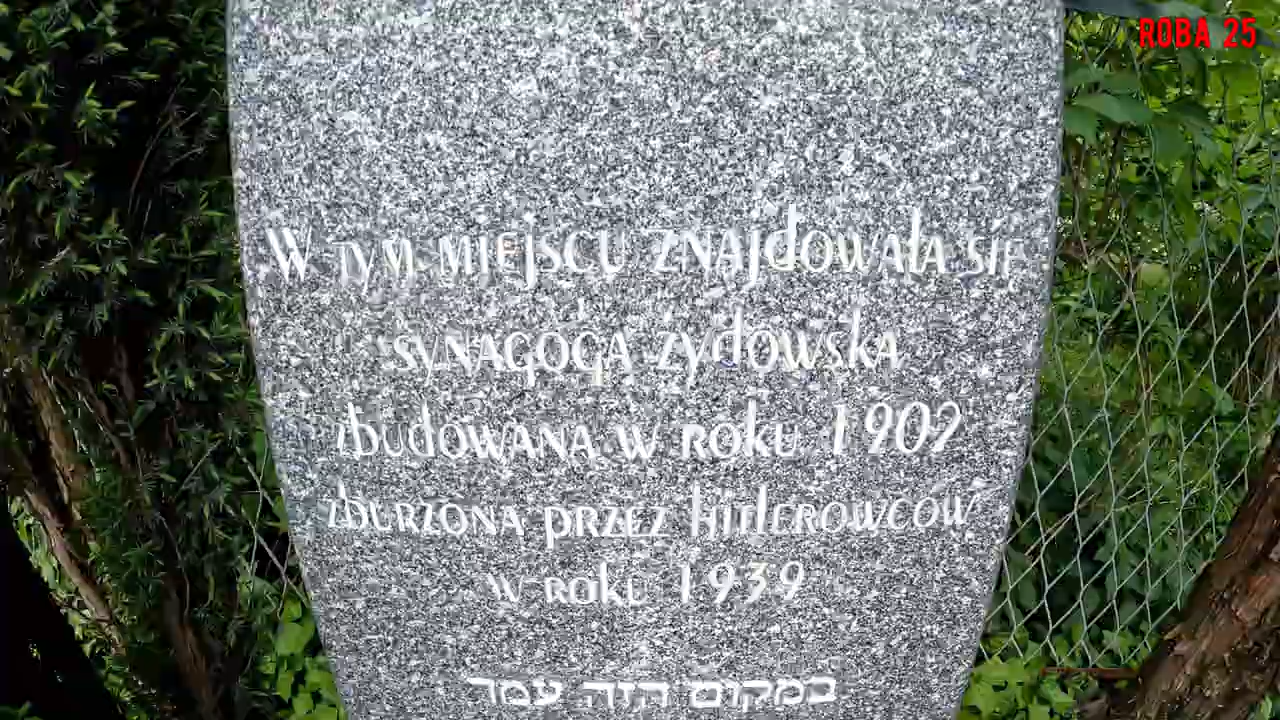 ROBA 25
W TYM MIEJSCU ZNAJdOWAŁA SIĘ
SYNAGOGA ŻYdOWSKA
ZbudOWANA W ROKU 1902
ZbURZONA PRZEZ hITLEROWCÓW
W ROKU 1939
במקום הזה עמד